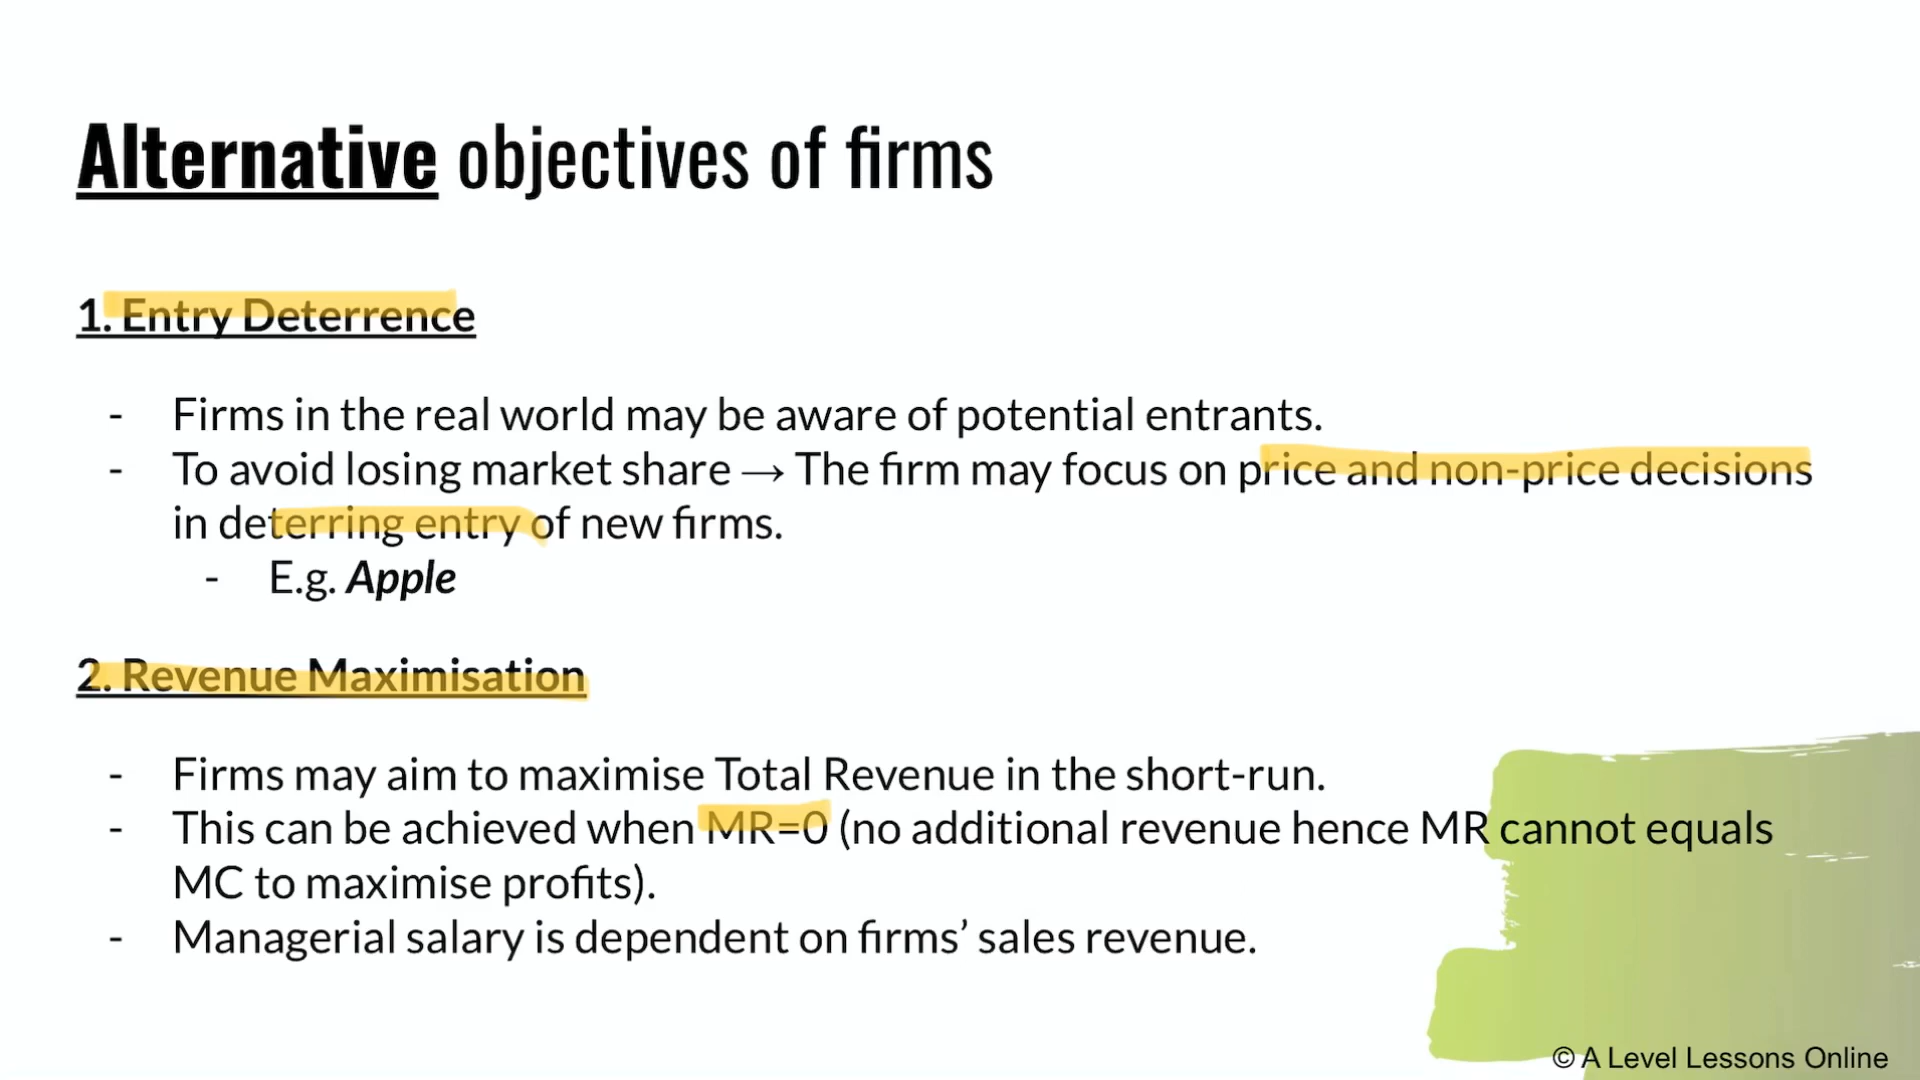 Alternative objectives of firms
1. Entry Deterrence
- Firms in the real world may be aware of potential entrants.
- To avoid losing market share → The firm may focus on price and non-price decisions
in deterring entry of new firms.
- E.g. Apple
2. Revenue Maximisation
- Firms may aim to maximise Total Revenue in the short-run.
- This can be achieved when MR=0 (no additional revenue hence MR cannot equals
MC to maximise profits).
- Managerial salary is dependent on firms’ sales revenue.
© A Level Lessons Online